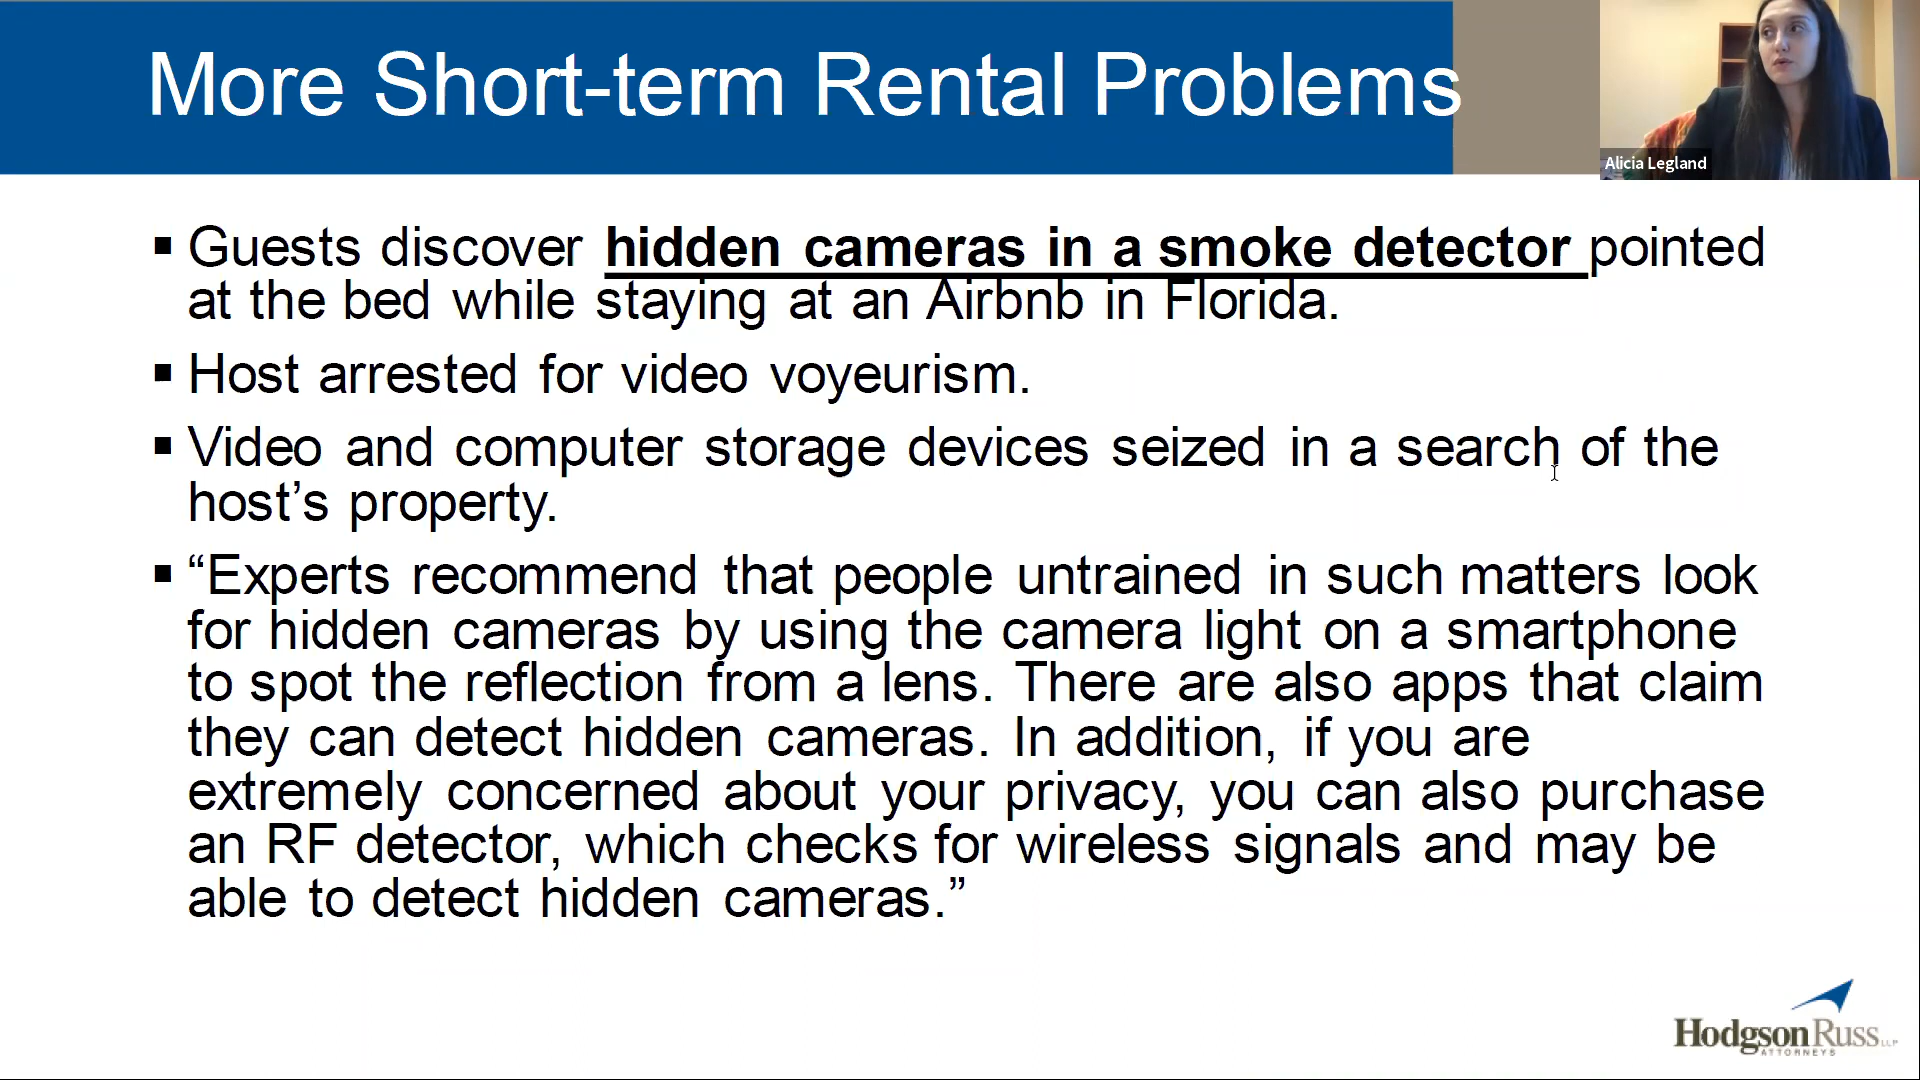 More Short-term Rental Problems
Alicia Legland
▪ Guests discover hidden cameras in a smoke detector pointed
at the bed while staying at an Airbnb in Florida.
▪ Host arrested for video voyeurism.
▪ Video and computer storage devices seized in a search of the
host’s property.
▪ “Experts recommend that people untrained in such matters look
for hidden cameras by using the camera light on a smartphone
to spot the reflection from a lens. There are also apps that claim
they can detect hidden cameras. In addition, if you are
extremely concerned about your privacy, you can also purchase
an RF detector, which checks for wireless signals and may be
able to detect hidden cameras.”
HodgsonRuss LLP
ATTORNEYS